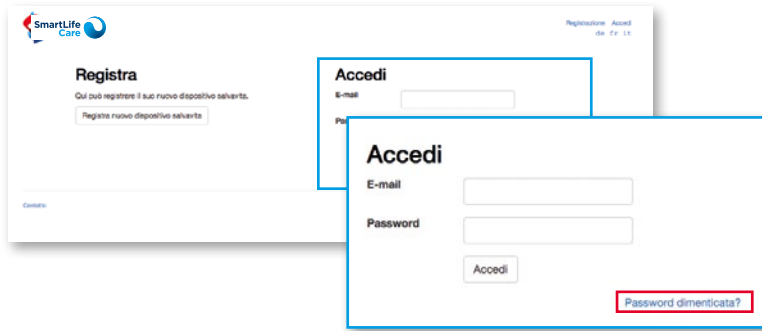 SmartLife
Care
Registrazione Accedi
de fr it
Registra
Qui può registrare il suo nuovo dispositivo salvavita.
Registra nuovo dispositivo salvavita
Accedi
E-mail
Contatto
Accedi
E-mail
Password
Accedi
Password dimenticata?